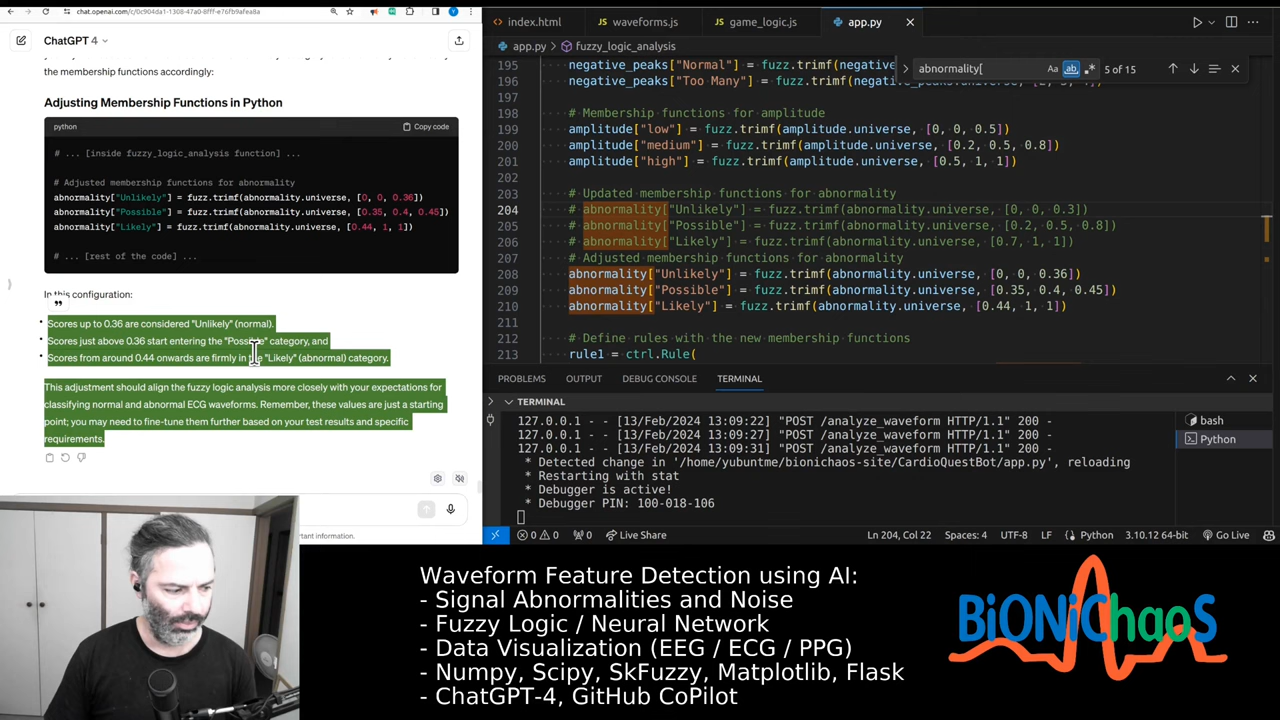 chat.openai.com/c/0c904da1-1308-47a0-8fff-e76fb9afea8a
ChatGPT 4
the membership functions accordingly:
Adjusting Membership Functions in Python
python
Copy code
# ... [inside fuzzy_logic_analysis function] ...
# Adjusted membership functions for abnormality
abnormality["Unlikely"] = fuzz.trimf(abnormality.universe, [0, 0, 0.36])
abnormality["Possible"] = fuzz.trimf(abnormality.universe, [0.35, 0.4, 0.45])
abnormality["Likely"] = fuzz.trimf(abnormality.universe, [0.44, 1, 1])
# ... [rest of the code] ...
In this configuration:
• Scores up to 0.36 are considered "Unlikely" (normal).
• Scores just above 0.36 start entering the "Possible" category, and
• Scores from around 0.44 onwards are firmly in the "Likely" (abnormal) category.
This adjustment should align the fuzzy logic analysis more closely with your expectations for
classifying normal and abnormal ECG waveforms. Remember, these values are just a starting
point; you may need to fine-tune them further based on your test results and specific
requirements.
tant information.
index.html
JS waveforms.js
JS game_logic.js
app.py
app.py > fuzzy_logic_analysis
abnormality[
Aa ab
5 of 15
195 negative_peaks["Normal"] = fuzz.trimf(negative
196 negative_peaks["Too Many"] = fuzz.trimf(negati
197
198 # Membership functions for amplitude
199 amplitude["low"] = fuzz.trimf(amplitude.universe, [0, 0, 0.5])
200 amplitude["medium"] = fuzz.trimf(amplitude.universe, [0.2, 0.5, 0.8])
201 amplitude["high"] = fuzz.trimf(amplitude.universe, [0.5, 1, 1])
202
203 # Updated membership functions for abnormality
204 # abnormality["Unlikely"] = fuzz.trimf(abnormality.universe, [0, 0, 0.3])
205 # abnormality["Possible"] = fuzz.trimf(abnormality.universe, [0.2, 0.5, 0.8])
206 # abnormality["Likely"] = fuzz.trimf(abnormality.universe, [0.7, 1, 1])
207 # Adjusted membership functions for abnormality
208 abnormality["Unlikely"] = fuzz.trimf(abnormality.universe, [0, 0, 0.36])
209 abnormality["Possible"] = fuzz.trimf(abnormality.universe, [0.35, 0.4, 0.45])
210 abnormality["Likely"] = fuzz.trimf(abnormality.universe, [0.44, 1, 1])
211
212 # Define rules with the new membership functions
213 rule1 = ctrl.Rule(
PROBLEMS OUTPUT DEBUG CONSOLE TERMINAL
TERMINAL
127.0.0.1 - - [13/Feb/2024 13:09:22] "POST /analyze_waveform HTTP/1.1" 200 -
127.0.0.1 - - [13/Feb/2024 13:09:27] "POST /analyze_waveform HTTP/1.1" 200 -
127.0.0.1 - - [13/Feb/2024 13:09:31] "POST /analyze_waveform HTTP/1.1" 200 -
* Detected change in '/home/yubuntme/bionichaos-site/CardioQuestBot/app.py', reloading
* Restarting with stat
* Debugger is active!
* Debugger PIN: 100-018-106
bash
Python
0 0 0 Live Share
Ln 204, Col 22 Spaces: 4 UTF-8 LF Python 3.10.12 64-bit Go Live
Waveform Feature Detection using AI:
- Signal Abnormalities and Noise
- Fuzzy Logic / Neural Network
- Data Visualization (EEG / ECG / PPG)
- Numpy, Scipy, SkFuzzy, Matplotlib, Flask
- ChatGPT-4, GitHub CoPilot
BiONiChaoS